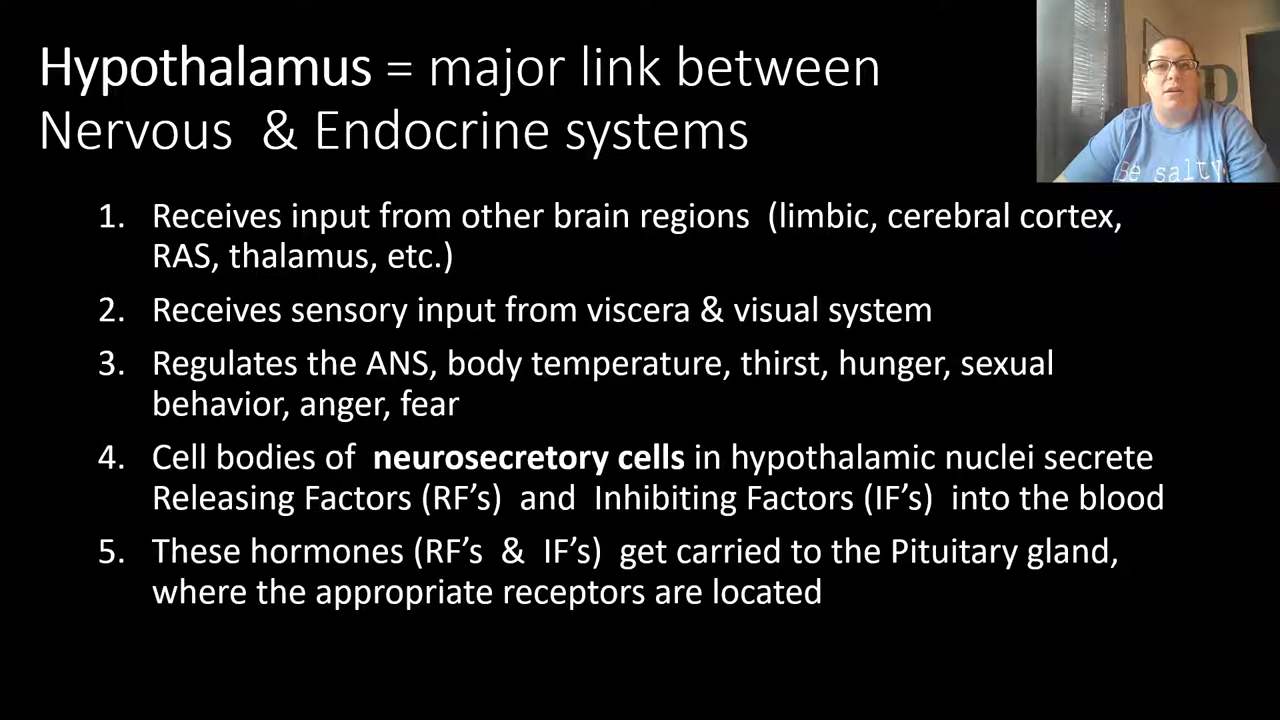 Hypothalamus = major link between
Nervous & Endocrine systems
1. Receives input from other brain regions (limbic, cerebral cortex,
RAS, thalamus, etc.)
2. Receives sensory input from viscera & visual system
3. Regulates the ANS, body temperature, thirst, hunger, sexual
behavior, anger, fear
4. Cell bodies of neurosecretory cells in hypothalamic nuclei secrete
Releasing Factors (RF’s) and Inhibiting Factors (IF’s) into the blood
5. These hormones (RF’s & IF’s) get carried to the Pituitary gland,
where the appropriate receptors are located
D
Be salty